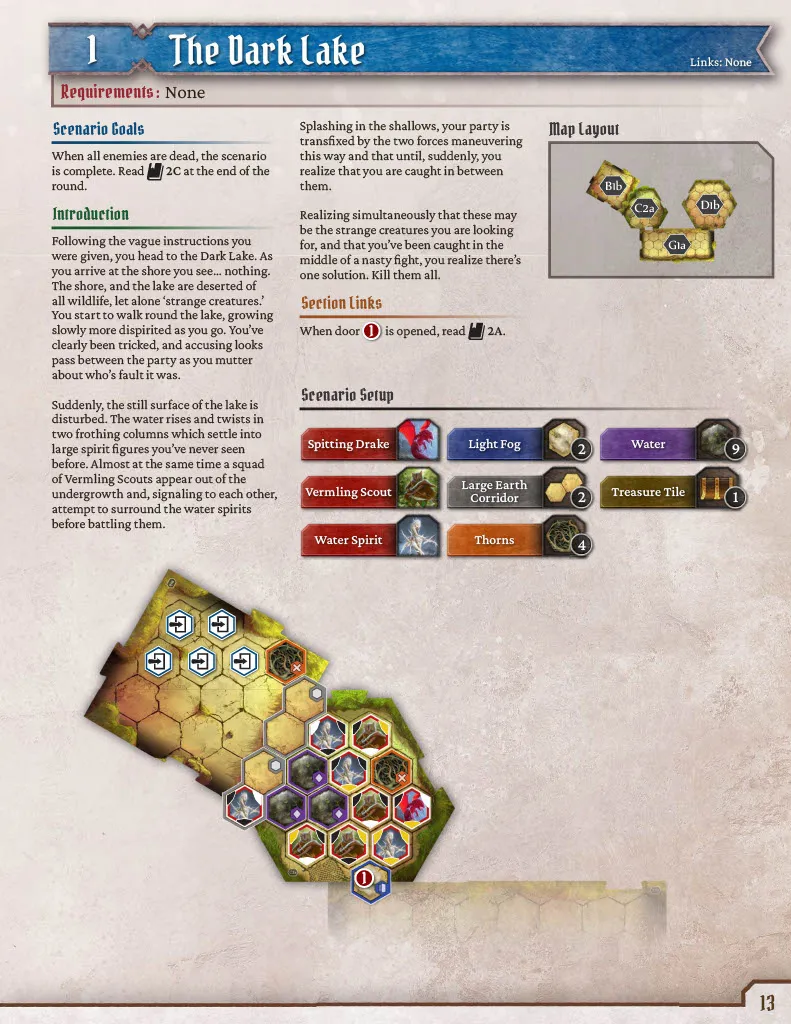 1
The Dark Lake
Links: None
Requirements: None
Scenario Goals
When all enemies are dead, the scenario
is complete. Read 2C at the end of the
round.
Introduction
Following the vague instructions you
were given, you head to the Dark Lake. As
you arrive at the shore you see... nothing.
The shore, and the lake are deserted of
all wildlife, let alone ‘strange creatures.’
You start to walk round the lake, growing
slowly more dispirited as you go. You’ve
clearly been tricked, and accusing looks
pass between the party as you mutter
about who’s fault it was.
Suddenly, the still surface of the lake is
disturbed. The water rises and twists in
two frothing columns which settle into
large spirit figures you’ve never seen
before. Almost at the same time a squad
of Vermling Scouts appear out of the
undergrowth and, signaling to each other,
attempt to surround the water spirits
before battling them.
Splashing in the shallows, your party is
transfixed by the two forces maneuvering
this way and that until, suddenly, you
realize that you are caught in between
them.
Realizing simultaneously that these may
be the strange creatures you are looking
for, and that you’ve been caught in the
middle of a nasty fight, you realize there’s
one solution. Kill them all.
Section Links
When door 1 is opened, read 2A.
Map Layout
B1b
C2a
D1b
G1a
Scenario Setup
Spitting Drake
Light Fog 2
Water 9
Vermling Scout
Large Earth
Corridor 2
Treasure Tile 1
Water Spirit
Thorns 4
1
13